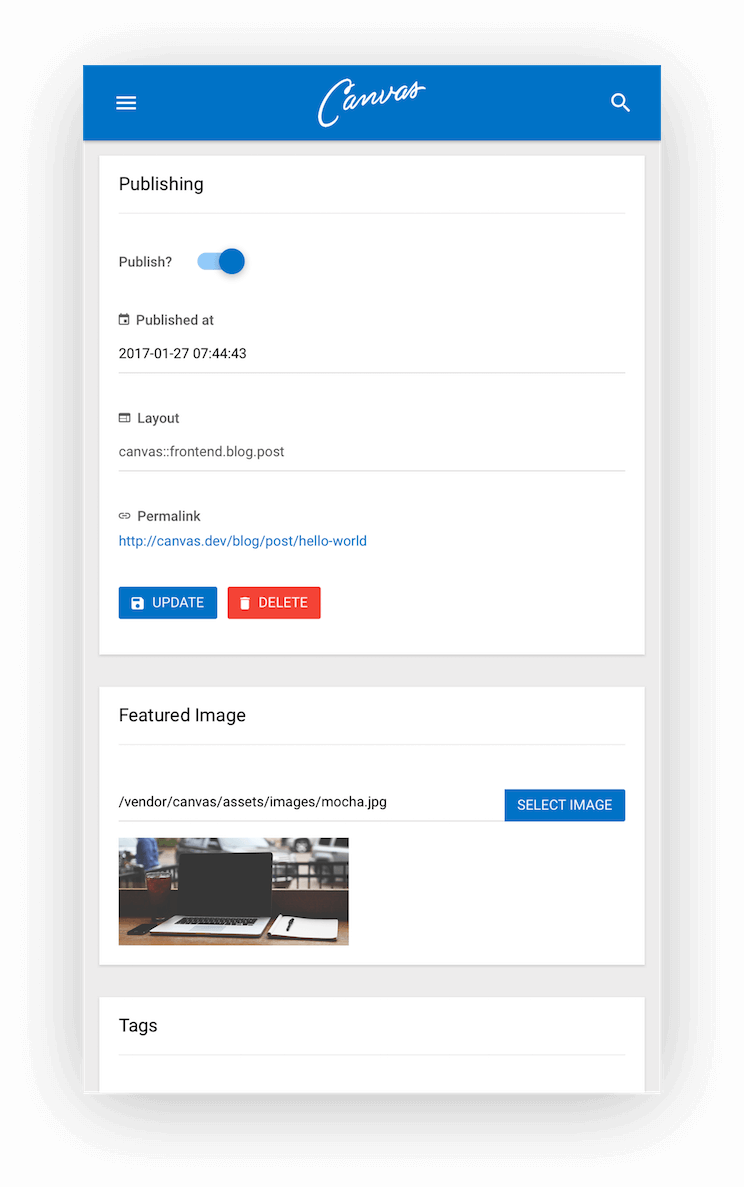 Canvas
Publishing
Publish?
Published at
2017-01-27 07:44:43
Layout
canvas::frontend.blog.post
Permalink
http://canvas.dev/blog/post/hello-world
UPDATE DELETE
Featured Image
/vendor/canvas/assets/images/mocha.jpg SELECT IMAGE
Tags